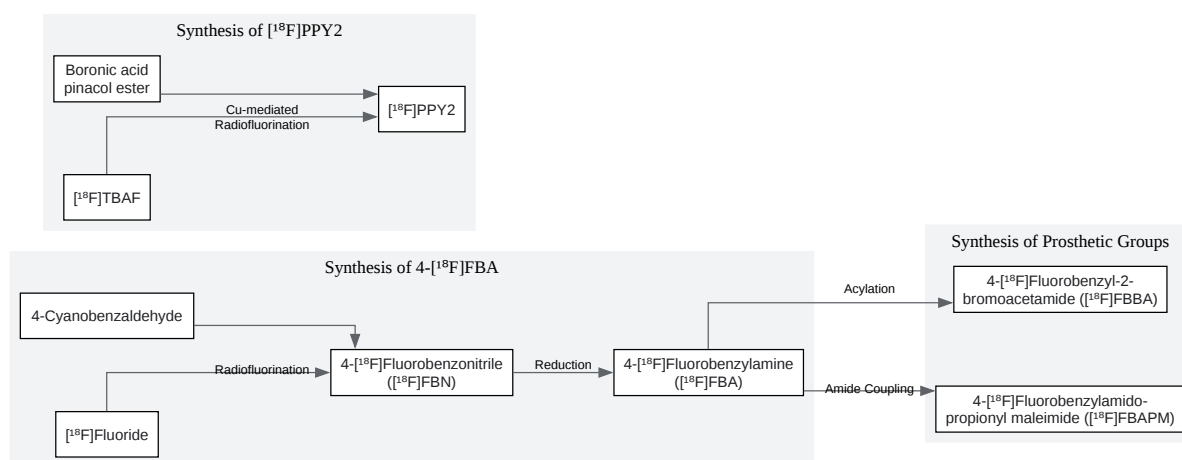 Synthesis of [¹⁸F]PPY2
Boronic acid
pinacol ester
Cu-mediated
Radiofluorination
[¹⁸F]PPY2
[¹⁸F]TBAF
Synthesis of 4-[¹⁸F]FBA
4-Cyanobenzaldehyde
Radiofluorination
[¹⁸F]Fluoride
4-[¹⁸F]Fluorobenzonitrile
([¹⁸F]FBN)
Reduction
4-[¹⁸F]Fluorobenzylamine
([¹⁸F]FBA)
Acylation
Amide Coupling
Synthesis of Prosthetic Groups
4-[¹⁸F]Fluorobenzyl-2-
bromoacetamide ([¹⁸F]FBBA)
4-[¹⁸F]Fluorobenzylamido-
propionyl maleimide ([¹⁸F]FBAPM)